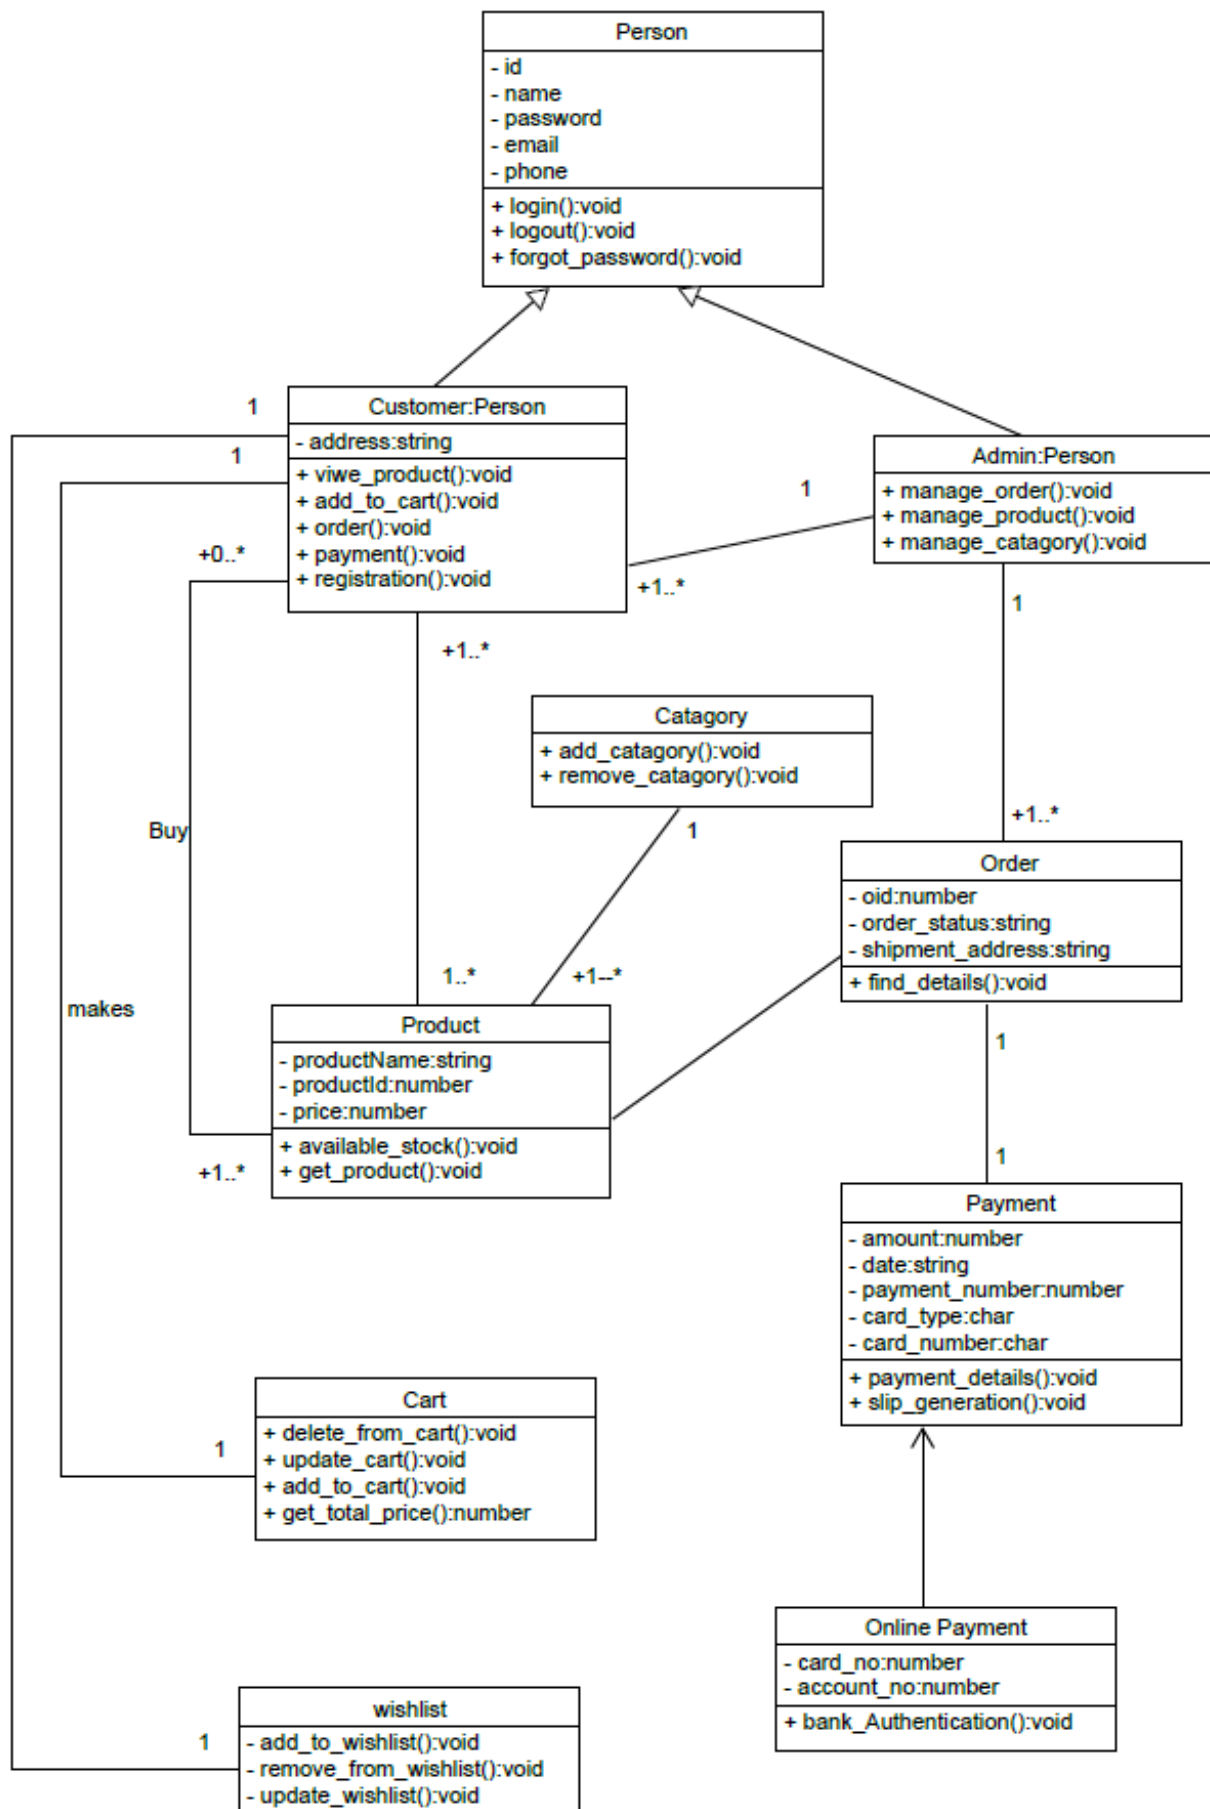 Person
- id
- name
- password
- email
- phone
+ login():void
+ logout():void
+ forgot_password():void
1
Customer:Person
- address:string
1
+ viwe_product():void
+ add_to_cart():void
+ order():void
+ payment():void
+ registration():void
+0..*
+1..*
1
Admin:Person
+ manage_order():void
+ manage_product():void
+ manage_catagory():void
1
+1..*
Catagory
+ add_catagory():void
+ remove_catagory():void
1
+1..*
Buy
Order
- oid:number
- order_status:string
- shipment_address:string
+ find_details():void
1..*
+1--*
makes
Product
- productName:string
- productId:number
- price:number
+ available_stock():void
+ get_product():void
+1..*
1
1
Payment
- amount:number
- date:string
- payment_number:number
- card_type:char
- card_number:char
+ payment_details():void
+ slip_generation():void
Cart
+ delete_from_cart():void
+ update_cart():void
+ add_to_cart():void
+ get_total_price():number
1
Online Payment
- card_no:number
- account_no:number
+ bank_Authentication():void
wishlist
- add_to_wishlist():void
- remove_from_wishlist():void
- update_wishlist():void
1